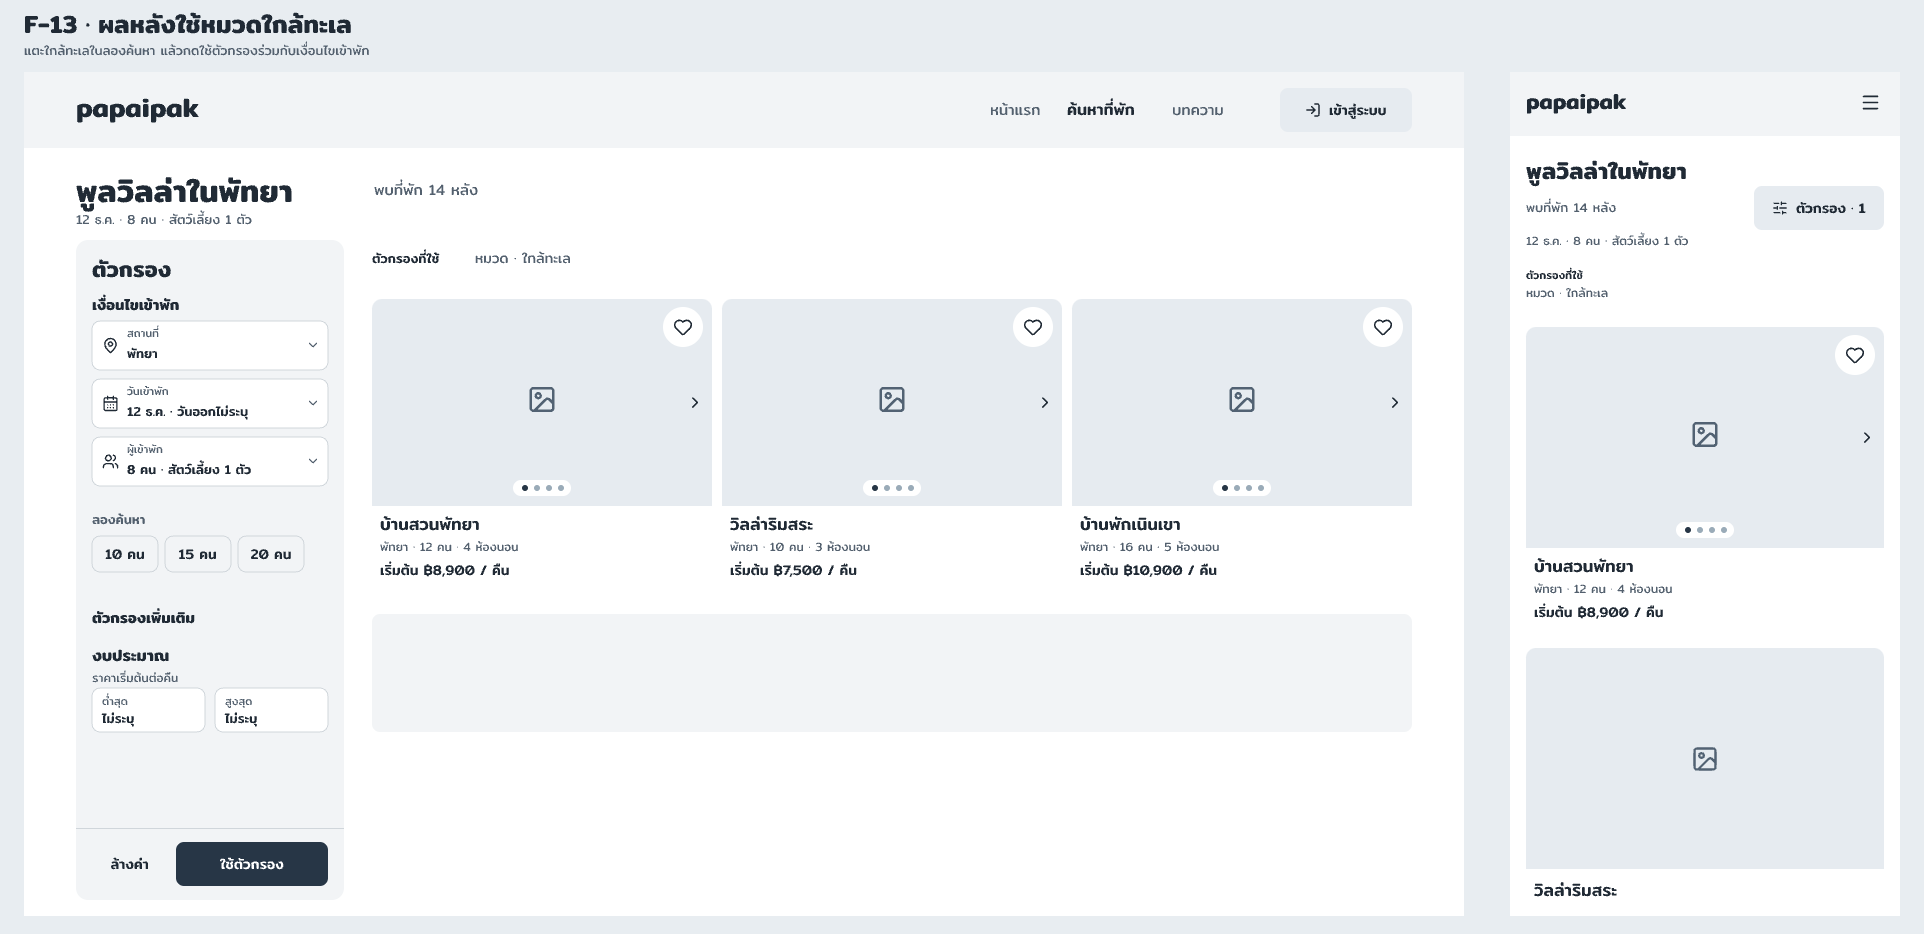 F-13 · ผลหลังใช้หมวดใกล้ทะเล
แตะใกล้ทะเลในลองค้นหา แล้วกดใช้ตัวกรองร่วมกับเงื่อนไขเข้าพัก
papaipak
หน้าแรก
ค้นหาที่พัก
บทความ
เข้าสู่ระบบ
พูลวิลล่าในพัทยา
12 ธ.ค. · 8 คน · สัตว์เลี้ยง 1 ตัว
ตัวกรอง
เงื่อนไขเข้าพัก
สถานที่
พัทยา
วันเข้าพัก
12 ธ.ค. · วันออกไม่ระบุ
ผู้เข้าพัก
8 คน · สัตว์เลี้ยง 1 ตัว
ลองค้นหา
10 คน
15 คน
20 คน
ตัวกรองเพิ่มเติม
งบประมาณ
ราคาเริ่มต้นต่อคืน
ต่ำสุด
ไม่ระบุ
สูงสุด
ไม่ระบุ
ล้างค่า
ใช้ตัวกรอง
พบที่พัก 14 หลัง
ตัวกรองที่ใช้
หมวด · ใกล้ทะเล
บ้านสวนพัทยา
พัทยา · 12 คน · 4 ห้องนอน
เริ่มต้น ฿8,900 / คืน
วิลล่าริมสระ
พัทยา · 10 คน · 3 ห้องนอน
เริ่มต้น ฿7,500 / คืน
บ้านพักเนินเขา
พัทยา · 16 คน · 5 ห้องนอน
เริ่มต้น ฿10,900 / คืน
papaipak
พูลวิลล่าในพัทยา
พบที่พัก 14 หลัง
ตัวกรอง · 1
12 ธ.ค. · 8 คน · สัตว์เลี้ยง 1 ตัว
ตัวกรองที่ใช้
หมวด · ใกล้ทะเล
บ้านสวนพัทยา
พัทยา · 12 คน · 4 ห้องนอน
เริ่มต้น ฿8,900 / คืน
วิลล่าริมสระ